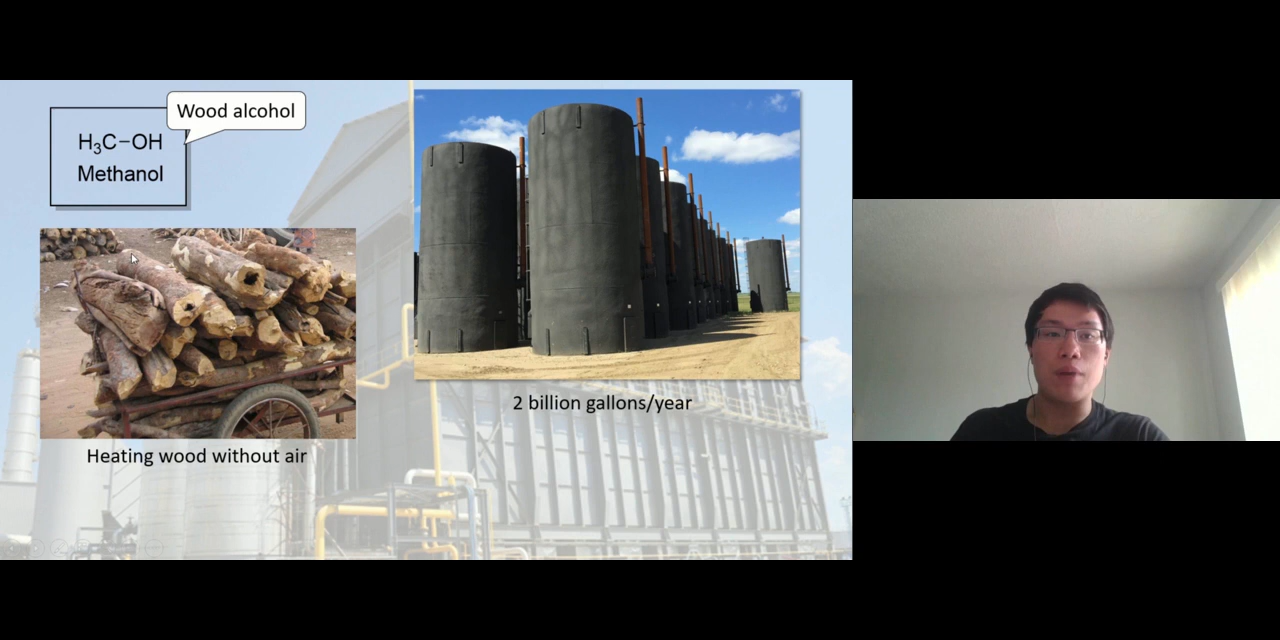 Wood alcohol
H₃C−OH
Methanol
2 billion gallons/year
Heating wood without air